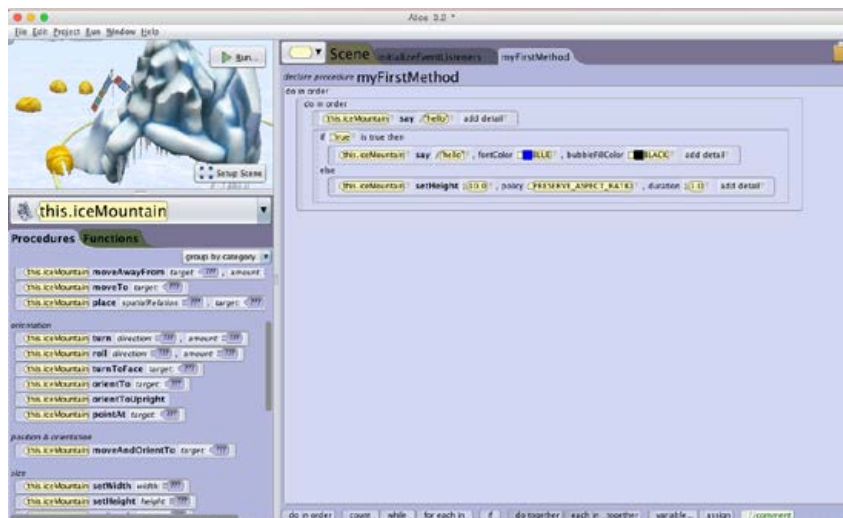 Alice 3.2 *
File Edit Project Run Window Help
Run...
Setup Scene
this.iceMountain
Procedures Functions
group by category
this.iceMountain moveAwayFrom target: ??? , amount
this.iceMountain moveTo target: ???
this.iceMountain place spatialRelation: ??? , target: ???
orientation
this.iceMountain turn direction: ??? , amount: ???
this.iceMountain roll direction: ??? , amount: ???
this.iceMountain turnToFace target: ???
this.iceMountain orientTo target: ???
this.iceMountain orientToUpright
this.iceMountain pointAt target: ???
position & orientation
this.iceMountain moveAndOrientTo target: ???
size
this.iceMountain setWidth width: ???
this.iceMountain setHeight height: ???
Scene initializeEventListeners myFirstMethod
declare procedure myFirstMethod
do in order
do in order
this.iceMountain say "hello" add detail
if true is true then
this.iceMountain say "hello" , fontColor BLUE , bubbleFillColor BLACK add detail
else
this.iceMountain setHeight 10.0 , policy PRESERVE_ASPECT_RATIO , duration 1.0 add detail
do in order count while for each in if do together each in together variable... assign //comment